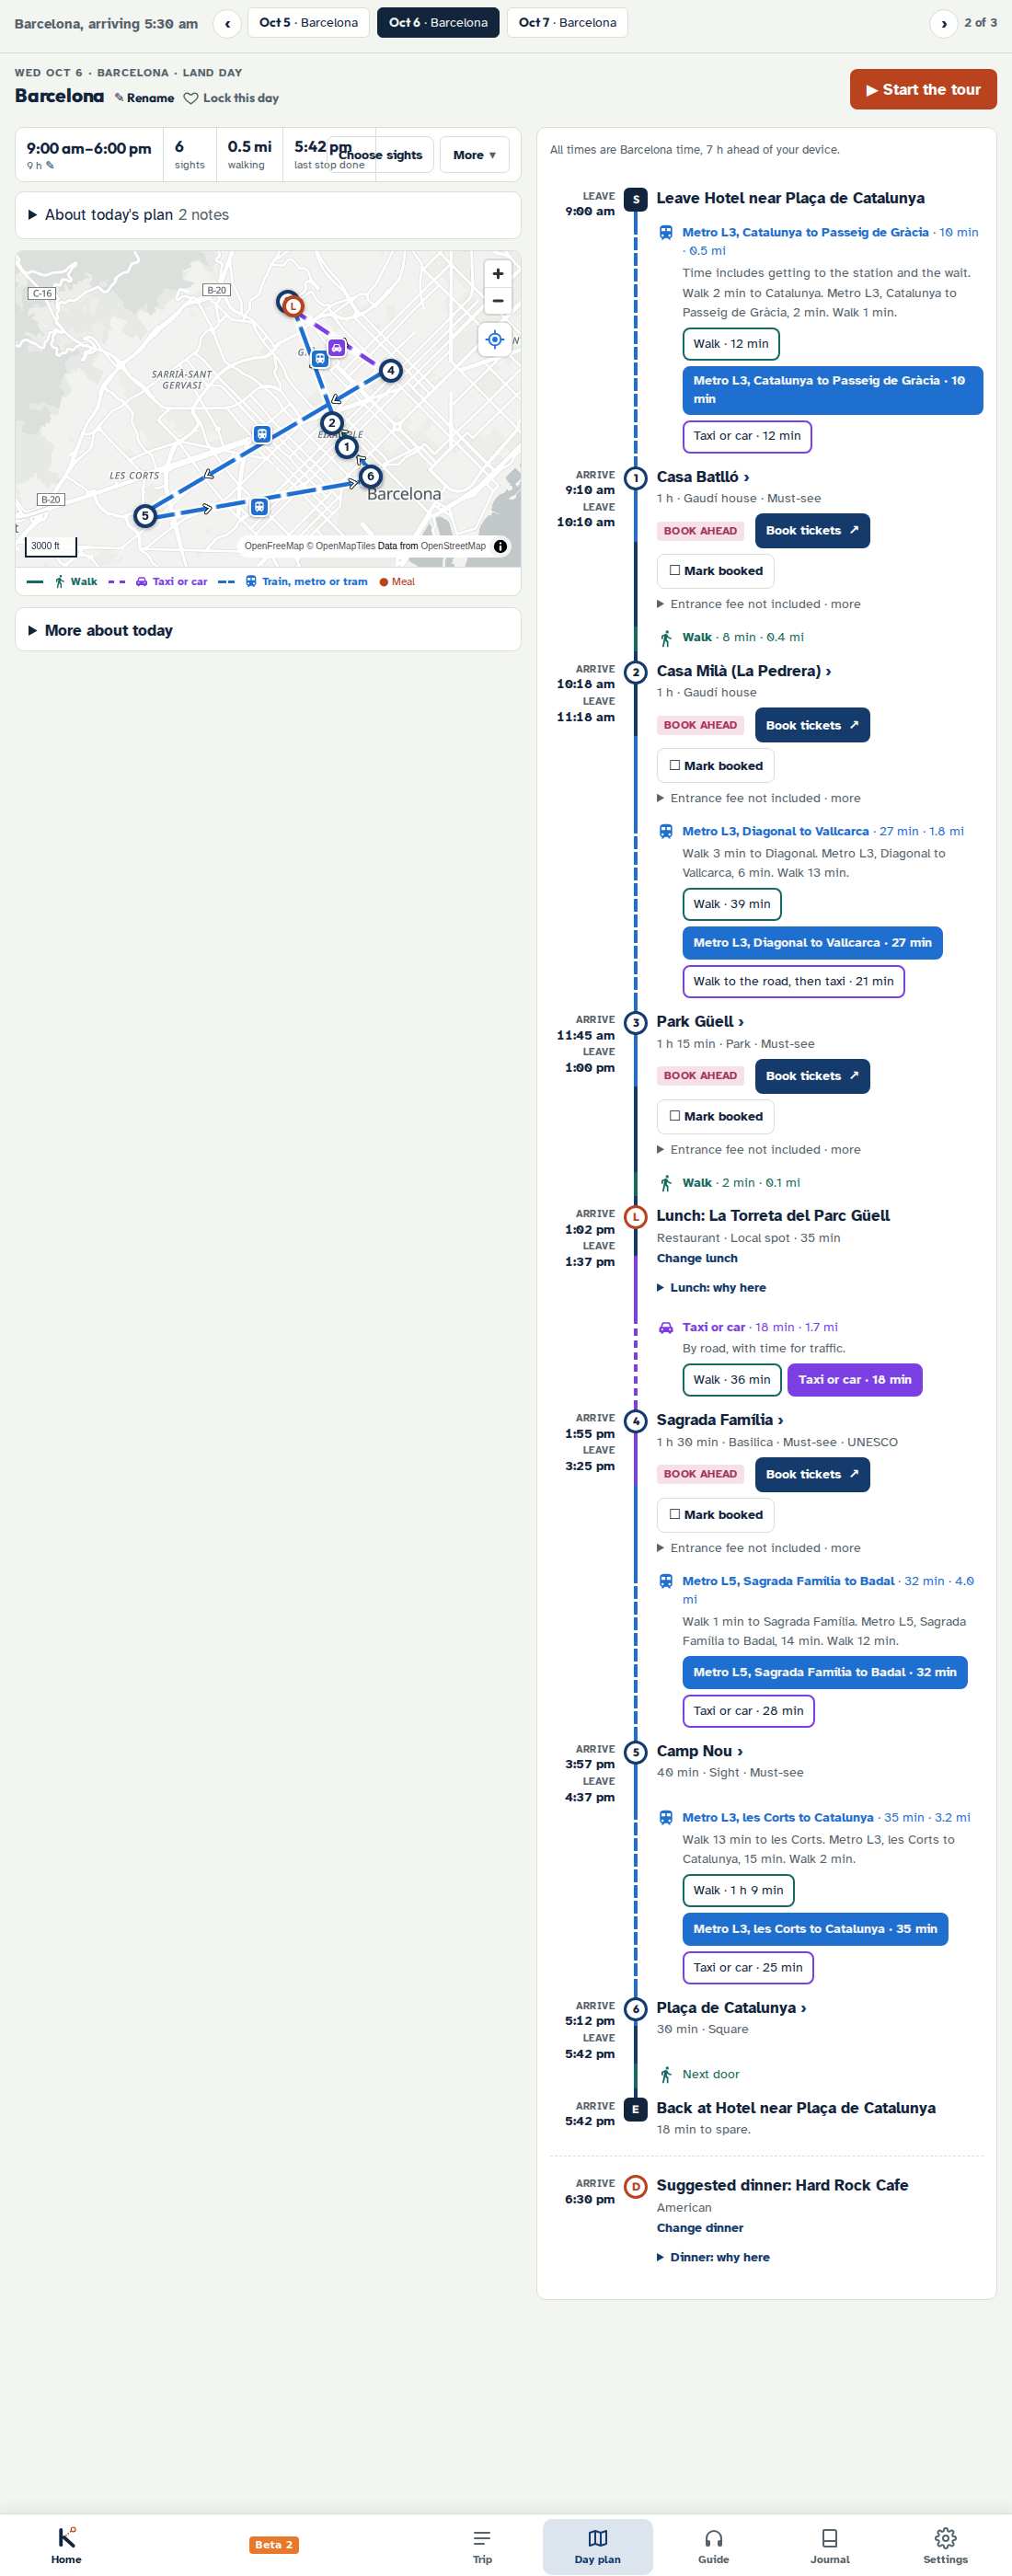 Barcelona, arriving 5:30 am
‹
Oct 5 · Barcelona
Oct 6 · Barcelona
Oct 7 · Barcelona
›
2 of 3
WED OCT 6 · BARCELONA · LAND DAY
Barcelona
✎ Rename
Lock this day
▶ Start the tour
9:00 am–6:00 pm
9 h ✎
6
sights
0.5 mi
walking
5:42 pm
last stop done
Choose sights
More ▾
▶ About today's plan 2 notes
C-16
B-20
SARRIÀ-SANT
GERVASI
LES CORTS
B-20
Barcelona
L
4
2
1
6
5
+
−
3000 ft
OpenFreeMap © OpenMapTiles Data from OpenStreetMap
Walk
Taxi or car
Train, metro or tram
Meal
▶ More about today
All times are Barcelona time, 7 h ahead of your device.
LEAVE
9:00 am
S
Leave Hotel near Plaça de Catalunya
Metro L3, Catalunya to Passeig de Gràcia · 10 min
· 0.5 mi
Time includes getting to the station and the wait.
Walk 2 min to Catalunya. Metro L3, Catalunya to
Passeig de Gràcia, 2 min. Walk 1 min.
Walk · 12 min
Metro L3, Catalunya to Passeig de Gràcia · 10
min
Taxi or car · 12 min
ARRIVE
9:10 am
LEAVE
10:10 am
1
Casa Batlló ›
1 h · Gaudí house · Must-see
BOOK AHEAD
Book tickets ↗
☐ Mark booked
▶ Entrance fee not included · more
Walk · 8 min · 0.4 mi
ARRIVE
10:18 am
LEAVE
11:18 am
2
Casa Milà (La Pedrera) ›
1 h · Gaudí house
BOOK AHEAD
Book tickets ↗
☐ Mark booked
▶ Entrance fee not included · more
Metro L3, Diagonal to Vallcarca · 27 min · 1.8 mi
Walk 3 min to Diagonal. Metro L3, Diagonal to
Vallcarca, 6 min. Walk 13 min.
Walk · 39 min
Metro L3, Diagonal to Vallcarca · 27 min
Walk to the road, then taxi · 21 min
ARRIVE
11:45 am
LEAVE
1:00 pm
3
Park Güell ›
1 h 15 min · Park · Must-see
BOOK AHEAD
Book tickets ↗
☐ Mark booked
▶ Entrance fee not included · more
Walk · 2 min · 0.1 mi
ARRIVE
1:02 pm
LEAVE
1:37 pm
L
Lunch: La Torreta del Parc Güell
Restaurant · Local spot · 35 min
Change lunch
▶ Lunch: why here
Taxi or car · 18 min · 1.7 mi
By road, with time for traffic.
Walk · 36 min
Taxi or car · 18 min
ARRIVE
1:55 pm
LEAVE
3:25 pm
4
Sagrada Família ›
1 h 30 min · Basilica · Must-see · UNESCO
BOOK AHEAD
Book tickets ↗
☐ Mark booked
▶ Entrance fee not included · more
Metro L5, Sagrada Família to Badal · 32 min · 4.0
mi
Walk 1 min to Sagrada Família. Metro L5, Sagrada
Família to Badal, 14 min. Walk 12 min.
Metro L5, Sagrada Família to Badal · 32 min
Taxi or car · 28 min
ARRIVE
3:57 pm
LEAVE
4:37 pm
5
Camp Nou ›
40 min · Sight · Must-see
Metro L3, les Corts to Catalunya · 35 min · 3.2 mi
Walk 13 min to les Corts. Metro L3, les Corts to
Catalunya, 15 min. Walk 2 min.
Walk · 1 h 9 min
Metro L3, les Corts to Catalunya · 35 min
Taxi or car · 25 min
ARRIVE
5:12 pm
LEAVE
5:42 pm
6
Plaça de Catalunya ›
30 min · Square
Next door
ARRIVE
5:42 pm
E
Back at Hotel near Plaça de Catalunya
18 min to spare.
ARRIVE
6:30 pm
D
Suggested dinner: Hard Rock Cafe
American
Change dinner
▶ Dinner: why here
Home
Beta 2
Trip
Day plan
Guide
Journal
Settings